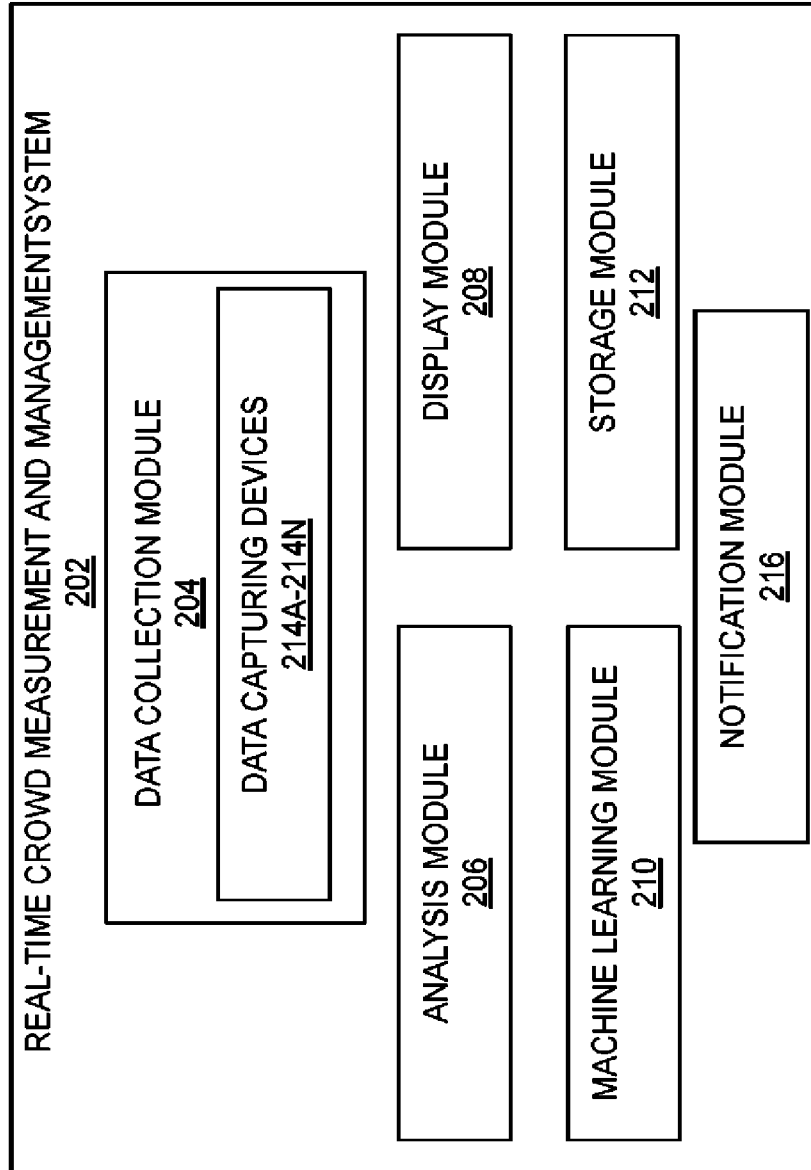 REAL-TIME CROWD MEASUREMENT AND MANAGEMENTSYSTEM
202
DATA COLLECTION MODULE
204
DATA CAPTURING DEVICES
214A-214N
ANALYSIS MODULE
206
DISPLAY MODULE
208
MACHINE LEARNING MODULE
210
STORAGE MODULE
212
NOTIFICATION MODULE
216